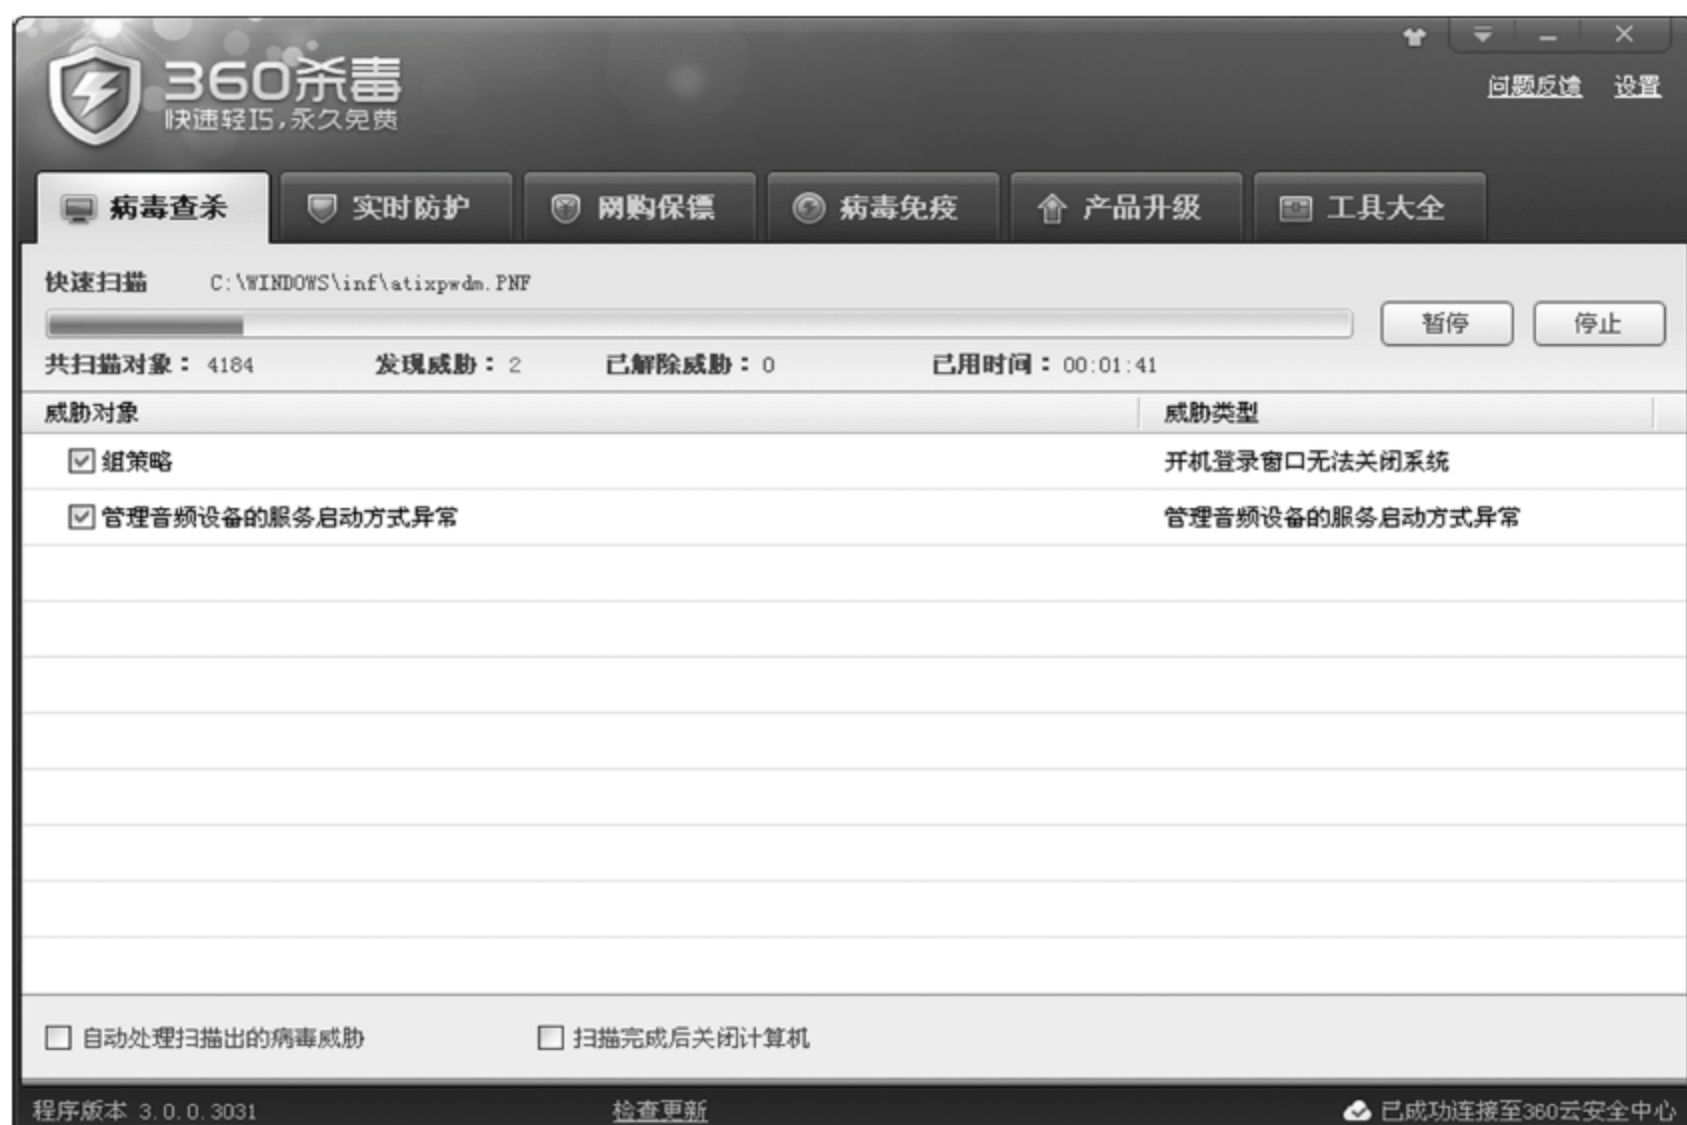 360杀毒
快速轻巧,永久免费
问题反馈 设置
病毒查杀 实时防护 网购保镖 病毒免疫 产品升级 工具大全
快速扫描 C:\WINDOWS\inf\atixpwdm.PNF
暂停 停止
共扫描对象：4184 发现威胁：2 已解除威胁：0 已用时间：00:01:41
威胁对象 威胁类型
组策略 开机登录窗口无法关闭系统
管理音频设备的服务启动方式异常 管理音频设备的服务启动方式异常
自动处理扫描出的病毒威胁 扫描完成后关闭计算机
程序版本 3.0.0.3031 检查更新 已成功连接至360云安全中心